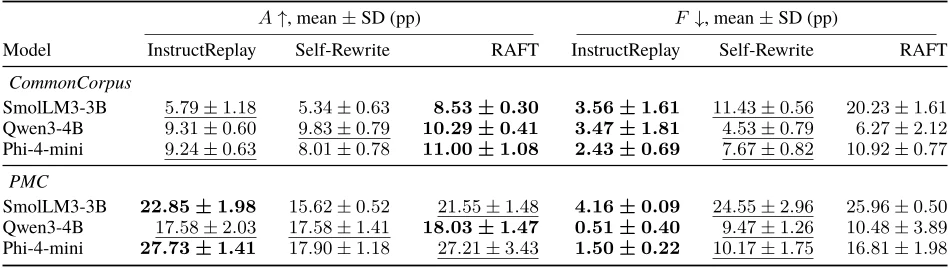 A ↑, mean ± SD (pp) F ↓, mean ± SD (pp)
Model InstructReplay Self-Rewrite RAFT InstructReplay Self-Rewrite RAFT
CommonCorpus
SmolLM3-3B 5.79 ± 1.18 5.34 ± 0.63 8.53 ± 0.30 3.56 ± 1.61 11.43 ± 0.56 20.23 ± 1.61
Qwen3-4B 9.31 ± 0.60 9.83 ± 0.79 10.29 ± 0.41 3.47 ± 1.81 4.53 ± 0.79 6.27 ± 2.12
Phi-4-mini 9.24 ± 0.63 8.01 ± 0.78 11.00 ± 1.08 2.43 ± 0.69 7.67 ± 0.82 10.92 ± 0.77
PMC
SmolLM3-3B 22.85 ± 1.98 15.62 ± 0.52 21.55 ± 1.48 4.16 ± 0.09 24.55 ± 2.96 25.96 ± 0.50
Qwen3-4B 17.58 ± 2.03 17.58 ± 1.41 18.03 ± 1.47 0.51 ± 0.40 9.47 ± 1.26 10.48 ± 3.89
Phi-4-mini 27.73 ± 1.41 17.90 ± 1.18 27.21 ± 3.43 1.50 ± 0.22 10.17 ± 1.75 16.81 ± 1.98